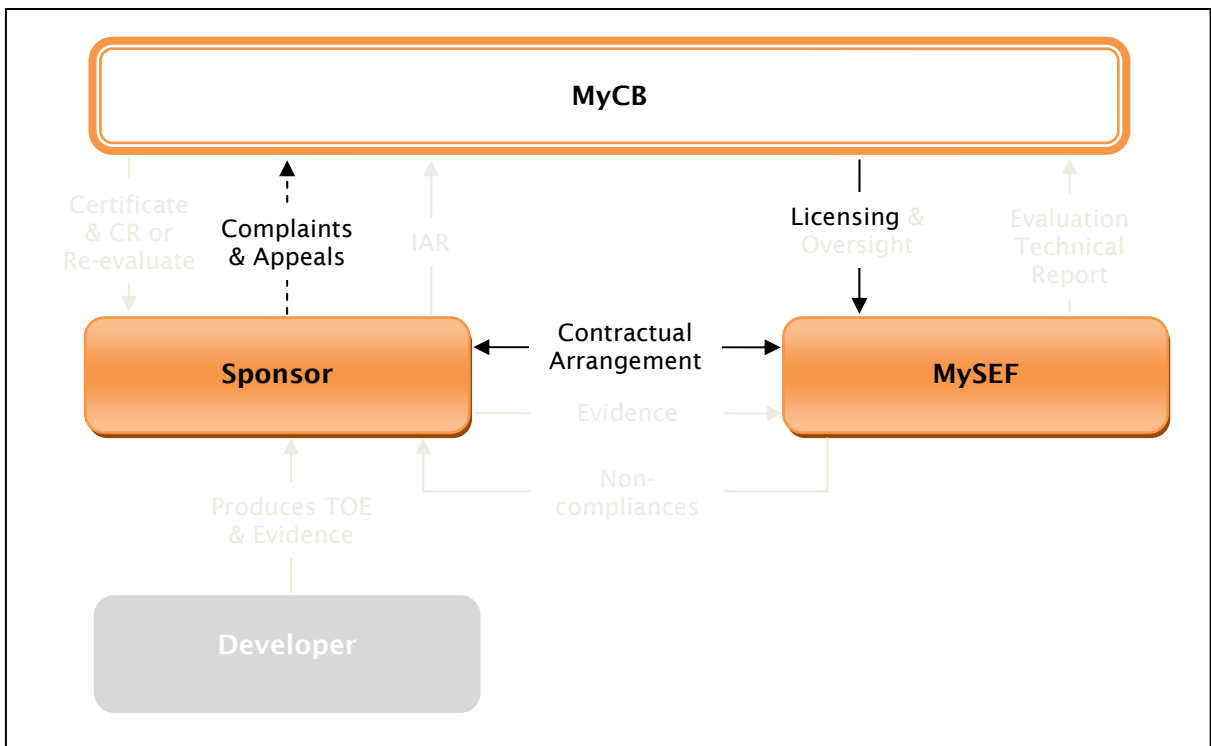 MyCB
Certificate
& CR or
Re-evaluate
Complaints
& Appeals
IAR
Licensing &
Oversight
Evaluation
Technical
Report
Sponsor
Contractual
Arrangement
MySEF
Evidence
Non-
compliances
Produces TOE
& Evidence
Developer